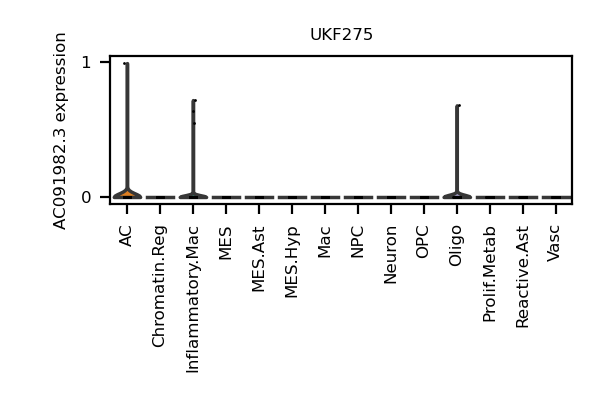 UKF275
AC091982.3 expression
1
0
AC
Chromatin.Reg
Inflammatory.Mac
MES
MES.Ast
MES.Hyp
Mac
NPC
Neuron
OPC
Oligo
Prolif.Metab
Reactive.Ast
Vasc